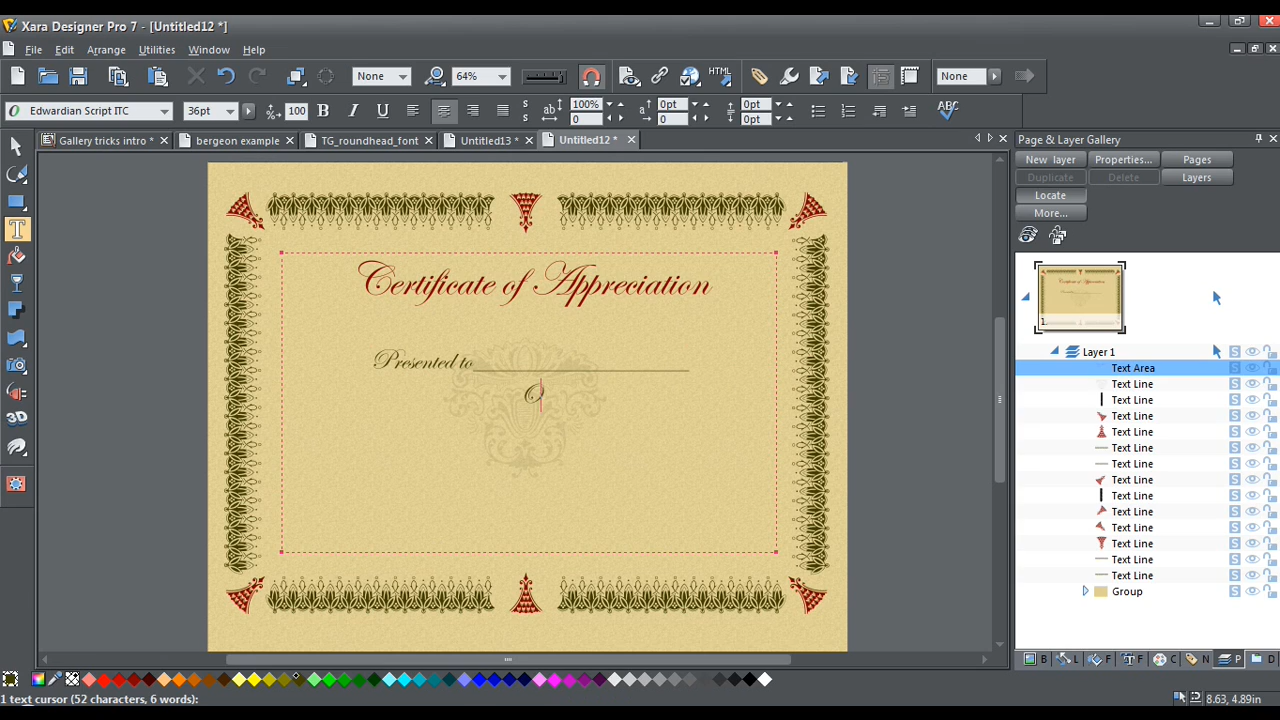 Xara Designer Pro 7 - [Untitled12 *]
File Edit Arrange Utilities Window Help
None 64% HTML None
Edwardian Script ITC 36pt 100 B I U 100% 0 0pt 0 0pt 0pt ABC
Gallery tricks intro * bergeon example TG_roundhead_font Untitled13 * Untitled12 *
Page & Layer Gallery
New layer Properties... Pages
Duplicate Delete Layers
Locate
More...
Certificate of Appreciation
Presented to
O
1.
Layer 1
Text Area
Text Line
Text Line
Text Line
Text Line
Text Line
Text Line
Text Line
Text Line
Text Line
Text Line
Text Line
Text Line
Text Line
Group
B L F T F C N P D
1 text cursor (52 characters, 6 words):
8.63, 4.89in